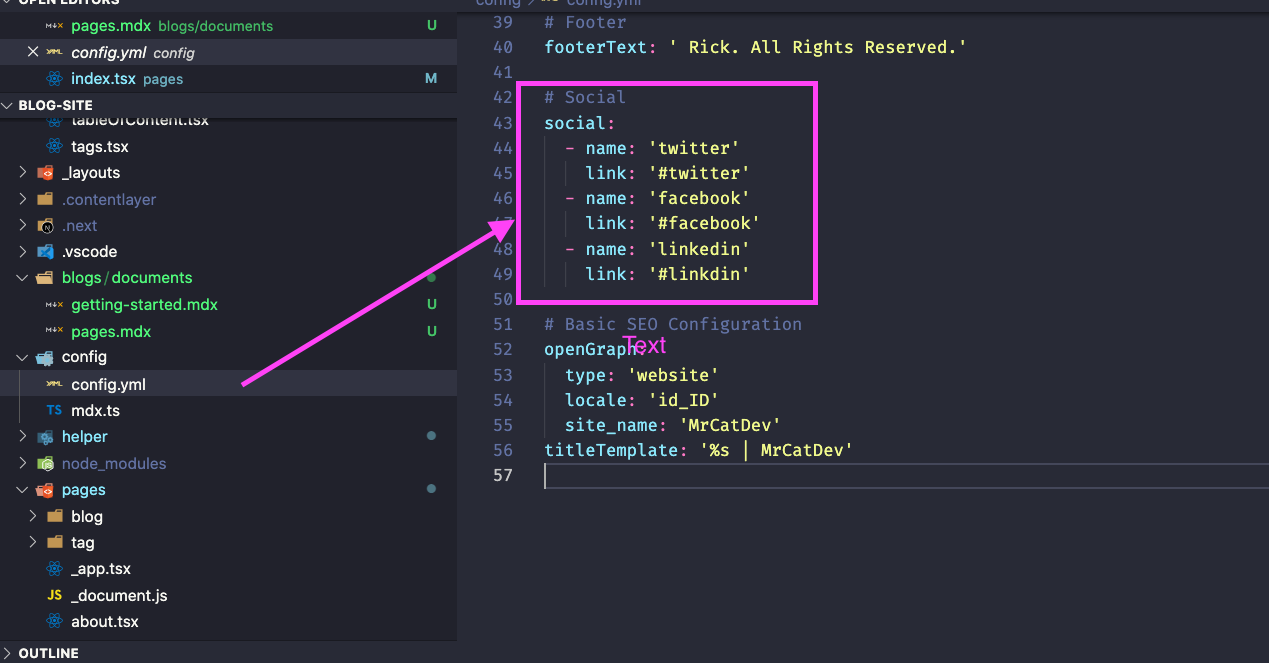 OPEN EDITORS
pages.mdx blogs/documents U
config.yml config
index.tsx pages M
BLOG-SITE
tableOfContent.tsx
tags.tsx
_layouts
.contentlayer
.next
.vscode
blogs/documents
getting-started.mdx U
pages.mdx U
config
YAML config.yml
TS mdx.ts
helper
node_modules
pages
blog
tag
_app.tsx
JS _document.js
about.tsx
OUTLINE
config > config.yml
39 # Footer
40 footerText: ' Rick. All Rights Reserved.'
41
42 # Social
43 social:
44 - name: 'twitter'
45 link: '#twitter'
46 - name: 'facebook'
47 link: '#facebook'
48 - name: 'linkedin'
49 link: '#linkdin'
50
51 # Basic SEO Configuration
52 openGraph:
Text
53 type: 'website'
54 locale: 'id_ID'
55 site_name: 'MrCatDev'
56 titleTemplate: '%s | MrCatDev'
57